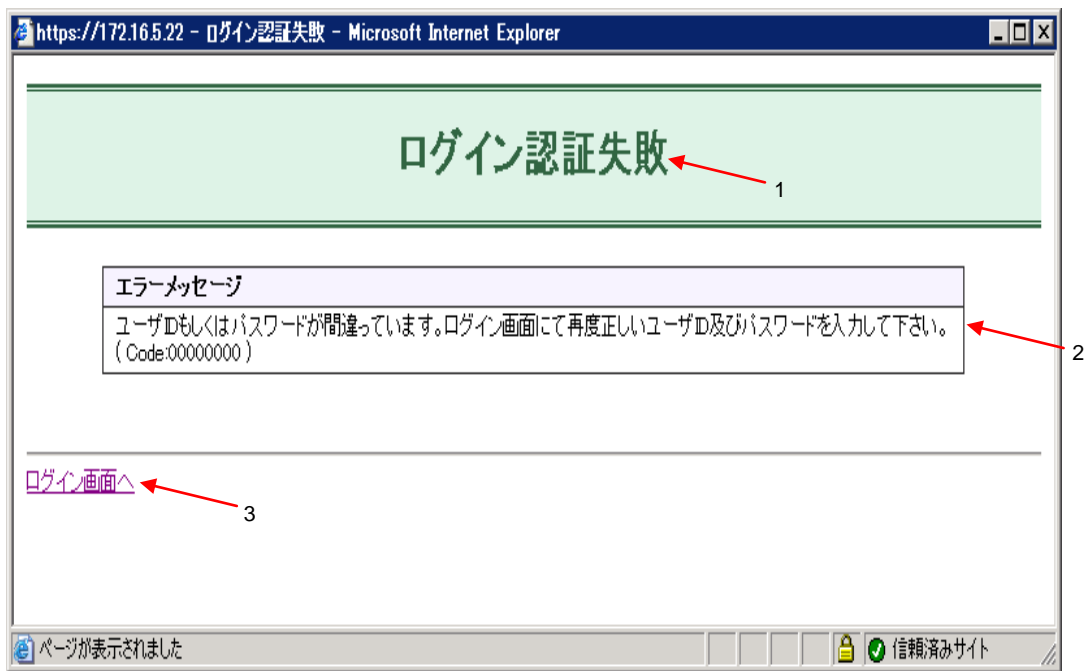 https://172.16.5.22 - ログイン認証失敗 - Microsoft Internet Explorer
ログイン認証失敗
1
エラーメッセージ
ユーザIDもしくはパスワードが間違っています。ログイン画面にて再度正しいユーザID及びパスワードを入力して下さい。
( Code:00000000 )
2
ログイン画面へ
3
ページが表示されました
信頼済みサイト